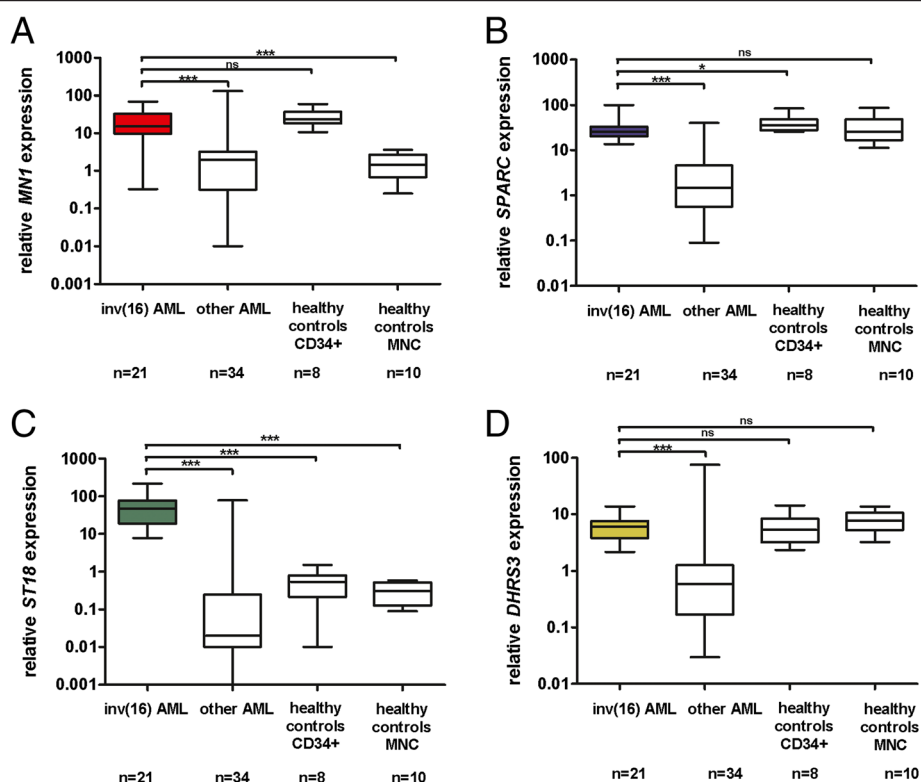 A
relative MN1 expression
1000
100
10
1
0.1
0.01
0.001
***
ns
***
inv(16) AML
other AML
healthy
controls
CD34+
healthy
controls
MNC
n=21
n=34
n=8
n=10
B
relative SPARC expression
1000
100
10
1
0.1
0.01
ns
*
***
inv(16) AML
other AML
healthy
controls
CD34+
healthy
controls
MNC
n=21
n=34
n=8
n=10
C
relative ST18 expression
1000
100
10
1
0.1
0.01
0.001
***
***
***
inv(16) AML
other AML
healthy
controls
CD34+
healthy
controls
MNC
n=21
n=34
n=8
n=10
D
relative DHRS3 expression
100
10
1
0.1
0.01
ns
ns
***
inv(16) AML
other AML
healthy
controls
CD34+
healthy
controls
MNC
n=21
n=34
n=8
n=10